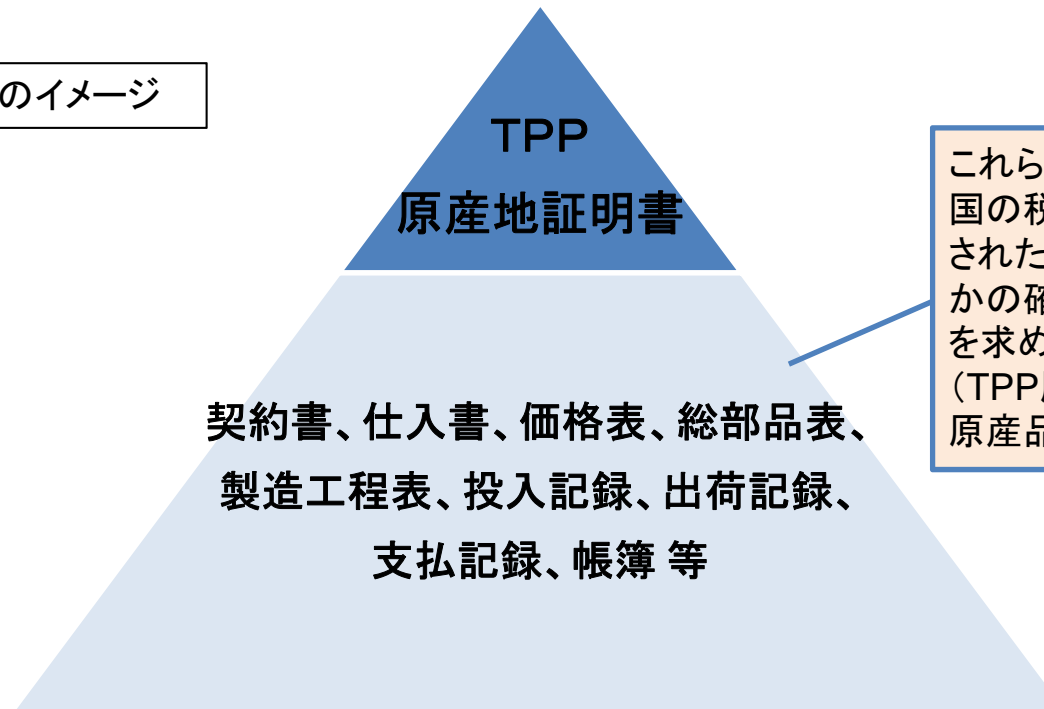 のイメージ
TPP
原産地証明書
これら
国の税
された
かの確
を求め
（TPP
原産品
契約書、仕入書、価格表、総部品表、
製造工程表、投入記録、出荷記録、
支払記録、帳簿 等